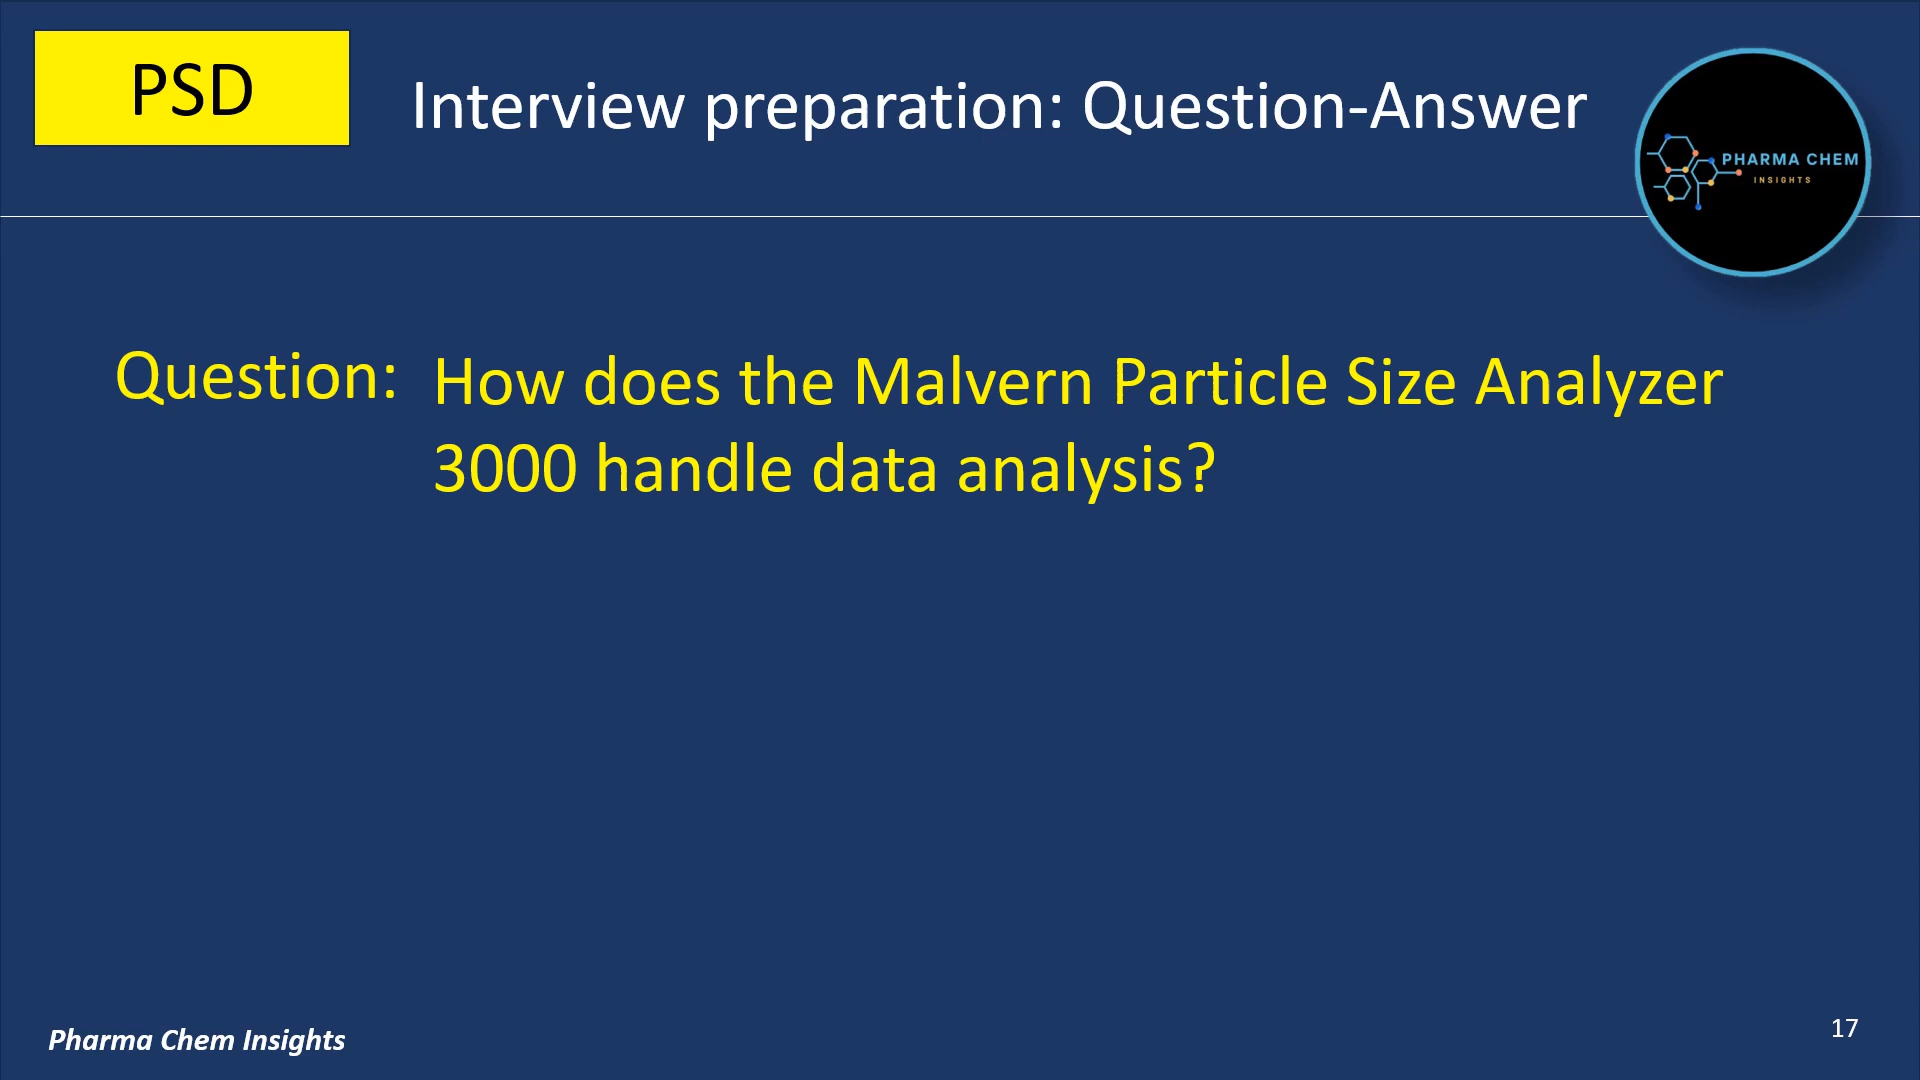 PSD
Interview preparation: Question-Answer
PHARMA CHEM
INSIGHTS
Question: How does the Malvern Particle Size Analyzer
3000 handle data analysis?
Pharma Chem Insights
17